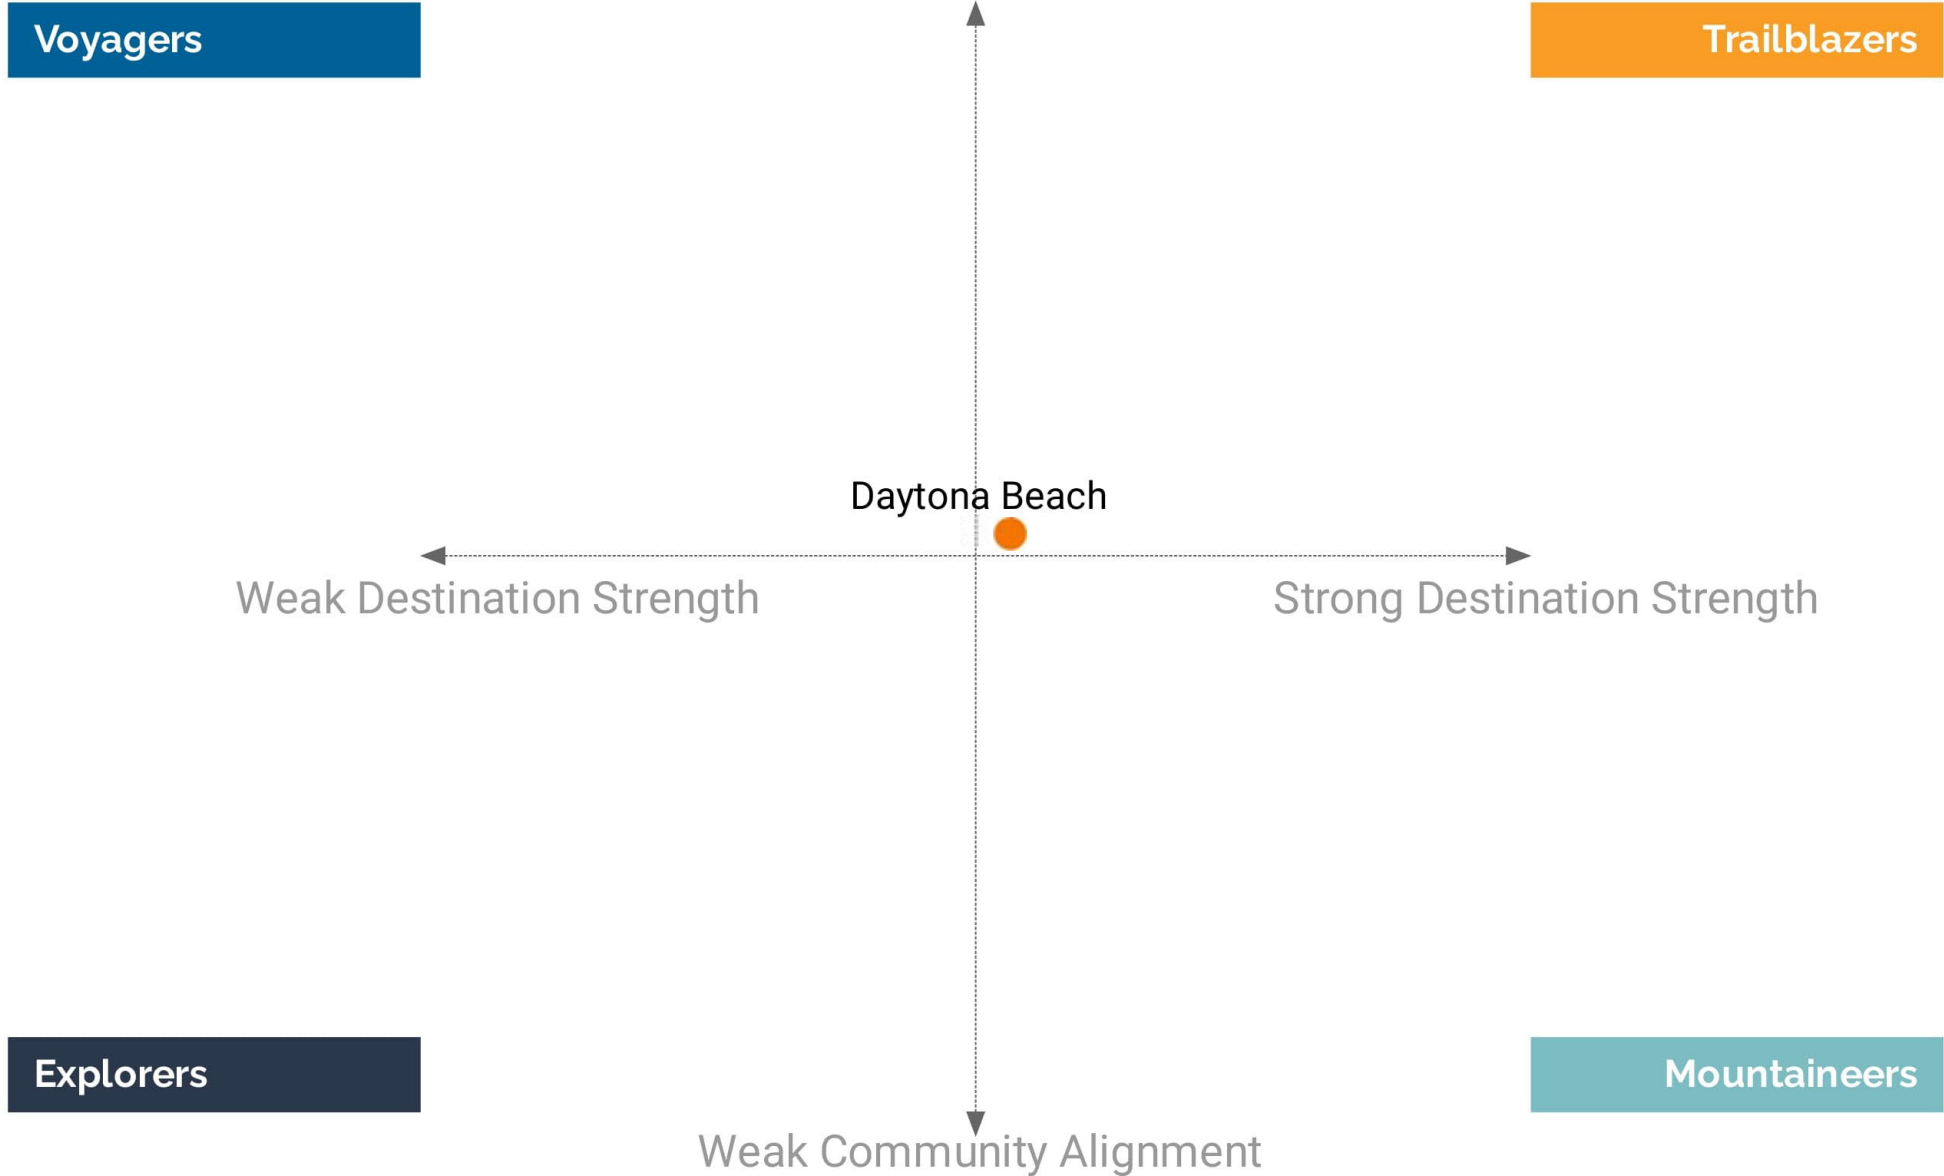 Voyagers
Trailblazers
Daytona Beach
Weak Destination Strength
Strong Destination Strength
Explorers
Mountaineers
Weak Community Alignment